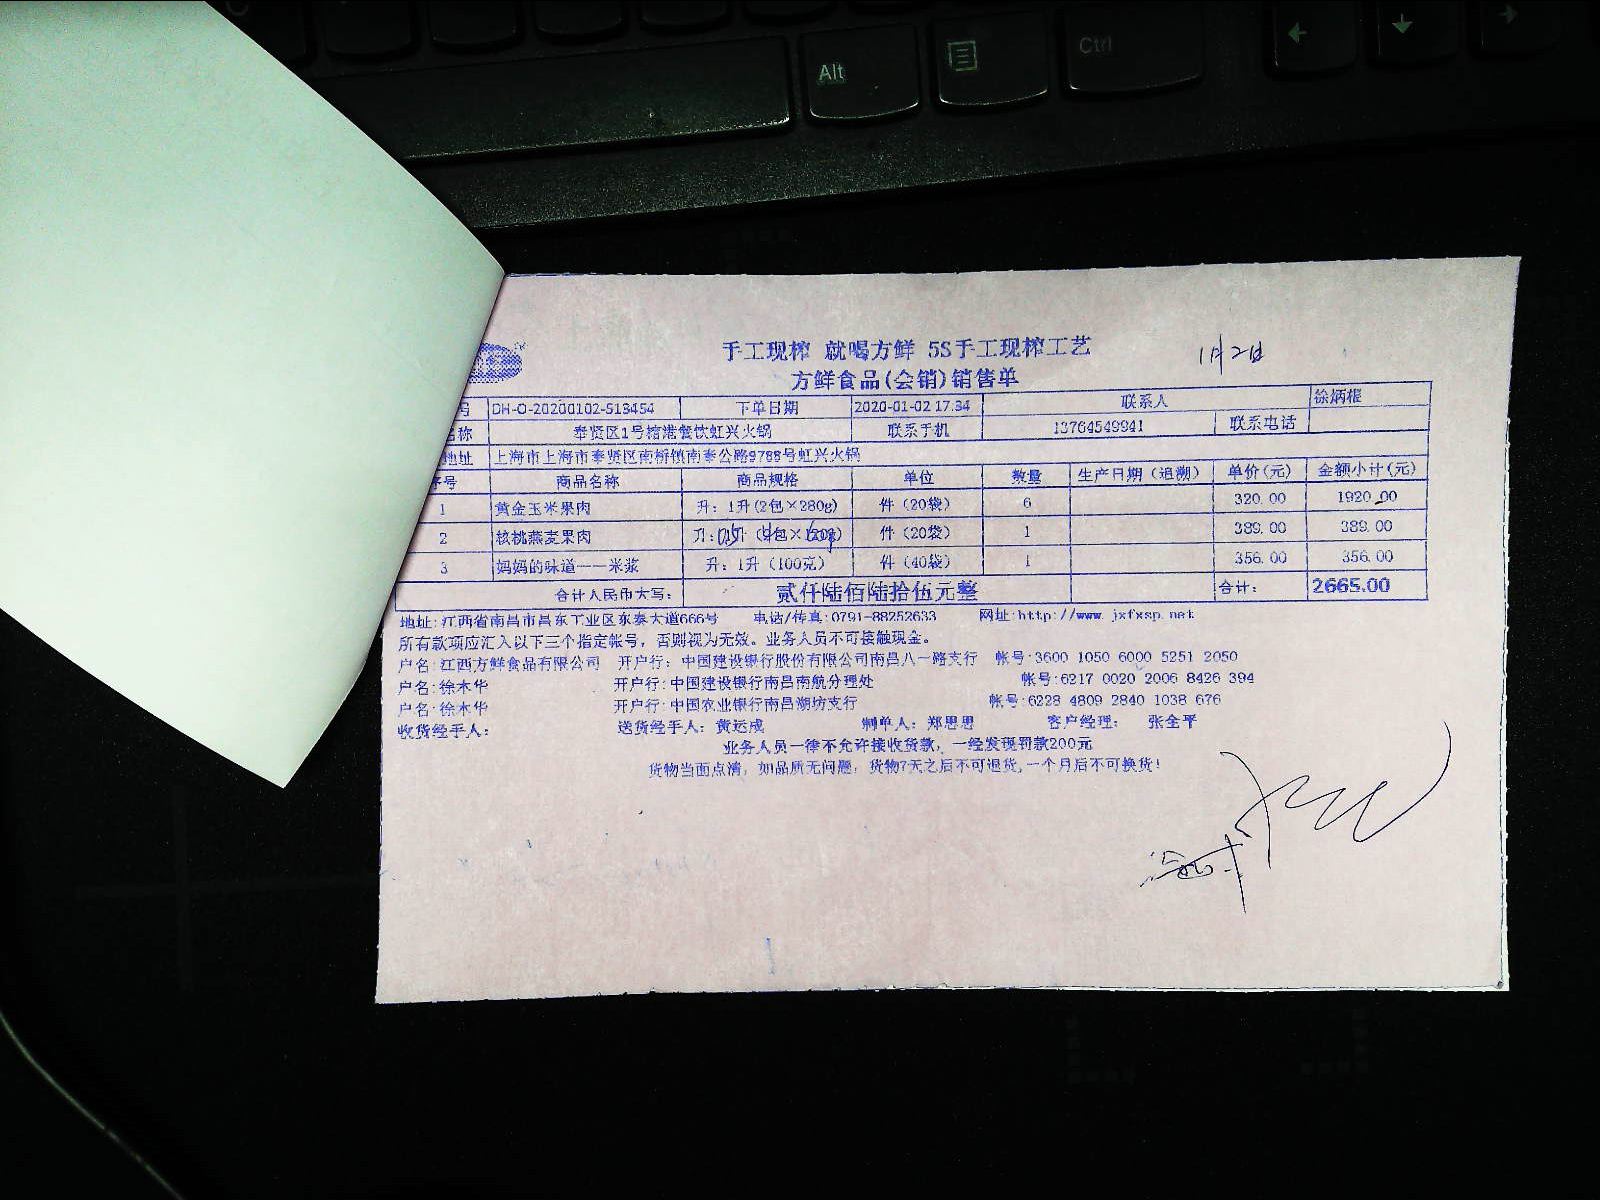 Alt
Ctrl
手工现榨 就喝方鲜 5S手工现榨工艺
1月2日
方鲜食品(会销)销售单
号 DH-O-20200102-513454 下单日期 2020-01-02 17:34 联系人 徐炳根
名称 奉贤区1号 餐饮虹兴火锅 联系手机 13764549941 联系电话
地址 上海市上海市奉贤区南桥镇南奉公路9788号虹兴火锅
序号 商品名称 商品规格 单位 数量 生产日期(追溯) 单价(元) 金额小计(元)
1 黄金玉米果肉 升:1升(2包×280g) 件(20袋) 6 320.00 1920.00
2 核桃燕麦果肉 件(20袋) 1 389.00 389.00
3 妈妈的味道——米浆 升:1升(100克) 件(40袋) 1 356.00 356.00
合计人民币大写: 贰仟陆佰陆拾伍元整 合计: 2665.00
地址:江西省南昌市昌东工业区东泰大道666号 电话/传真:0791-88252633 网址:http://www.jxfxsp.net
所有款项应汇入以下三个指定帐号，否则视为无效。业务人员不可接触现金。
户名:江西方鲜食品有限公司 开户行:中国建设银行股份有限公司南昌八一路支行 帐号:3600 1050 6000 5251 2050
户名:徐木华 开户行:中国建设银行南昌南航分理处 帐号:6217 0020 2006 8426 394
户名:徐木华 开户行:中国农业银行南昌湖坊支行 帐号:6228 4809 2840 1038 676
收货经手人: 送货经手人:黄运成 制单人:郑思思 客户经理: 张全平
业务人员一律不允许接收货款，一经发现罚款200元
货物当面点清，如品质无问题，货物7天之后不可退货,一个月后不可换货!